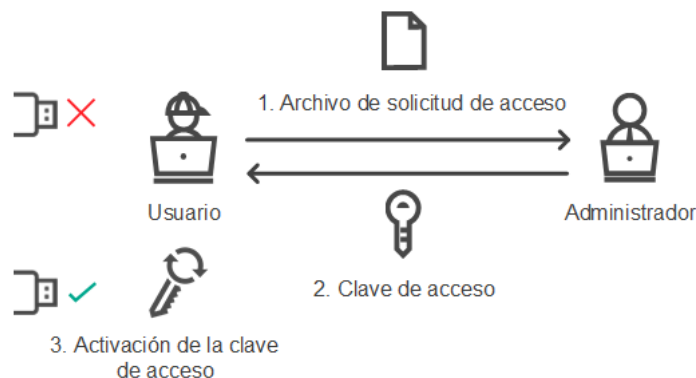 1. Archivo de solicitud de acceso
Usuario
Administrador
2. Clave de acceso
3. Activación de la clave
de acceso